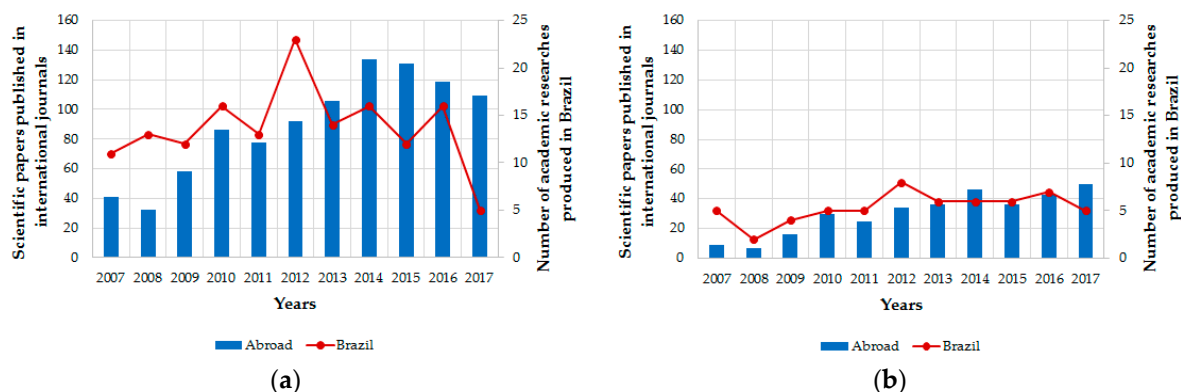 Scientific papers published in
international journals
160
140
120
100
80
60
40
20
0
25
20
15
10
5
0
Number of academic researches
produced in Brazil
2007 2008 2009 2010 2011 2012 2013 2014 2015 2016 2017
Years
Abroad Brazil
(a)
Scientific papers published in
international journals
160
140
120
100
80
60
40
20
0
25
20
15
10
5
0
Number of academic researches
produced in Brazil
2007 2008 2009 2010 2011 2012 2013 2014 2015 2016 2017
Years
Abroad Brazil
(b)